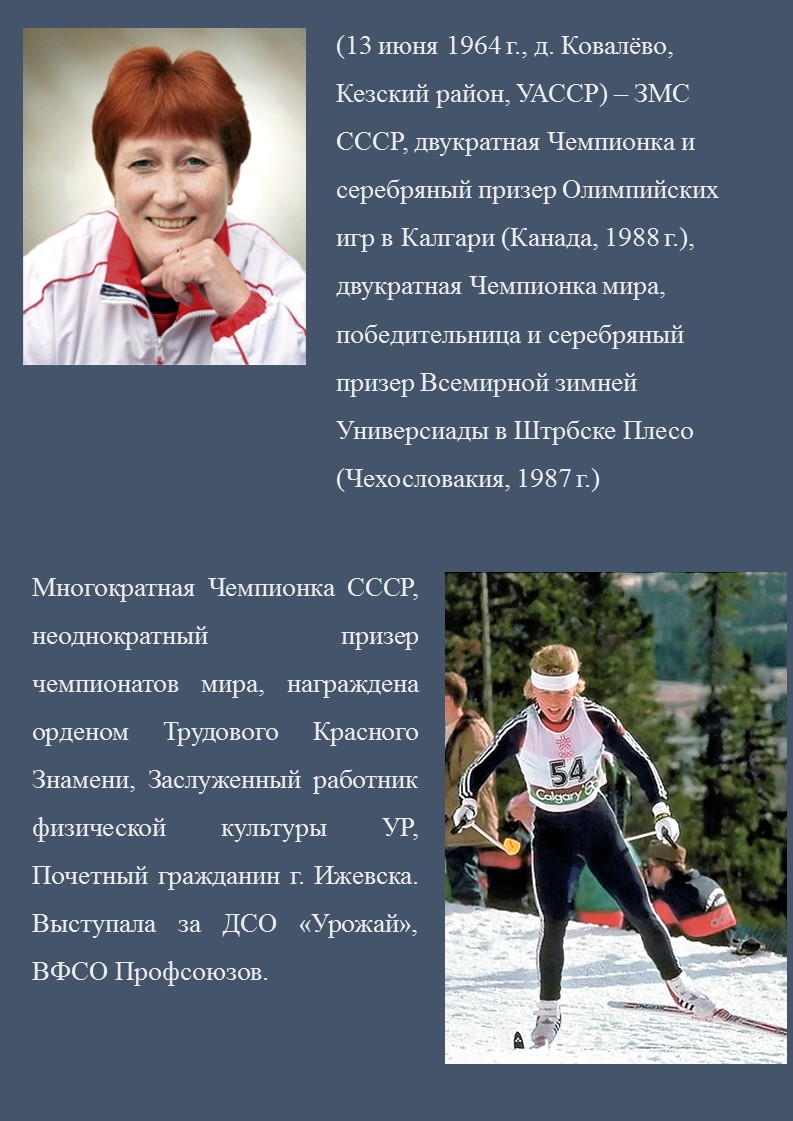 (13 июня 1964 г., д. Ковалёво,
Кезский район, УАССР) – ЗМС
СССР, двукратная Чемпионка и
серебряный призер Олимпийских
игр в Калгари (Канада, 1988 г.),
двукратная Чемпионка мира,
победительница и серебряный
призер Всемирной зимней
Универсиады в Штрбске Плесо
(Чехословакия, 1987 г.)
Многократная Чемпионка СССР,
неоднократный призер
чемпионатов мира, награждена
орденом Трудового Красного
Знамени, Заслуженный работник
физической культуры УР,
Почетный гражданин г. Ижевска.
Выступала за ДСО «Урожай»,
ВФСО Профсоюзов.
54
Calgary'88